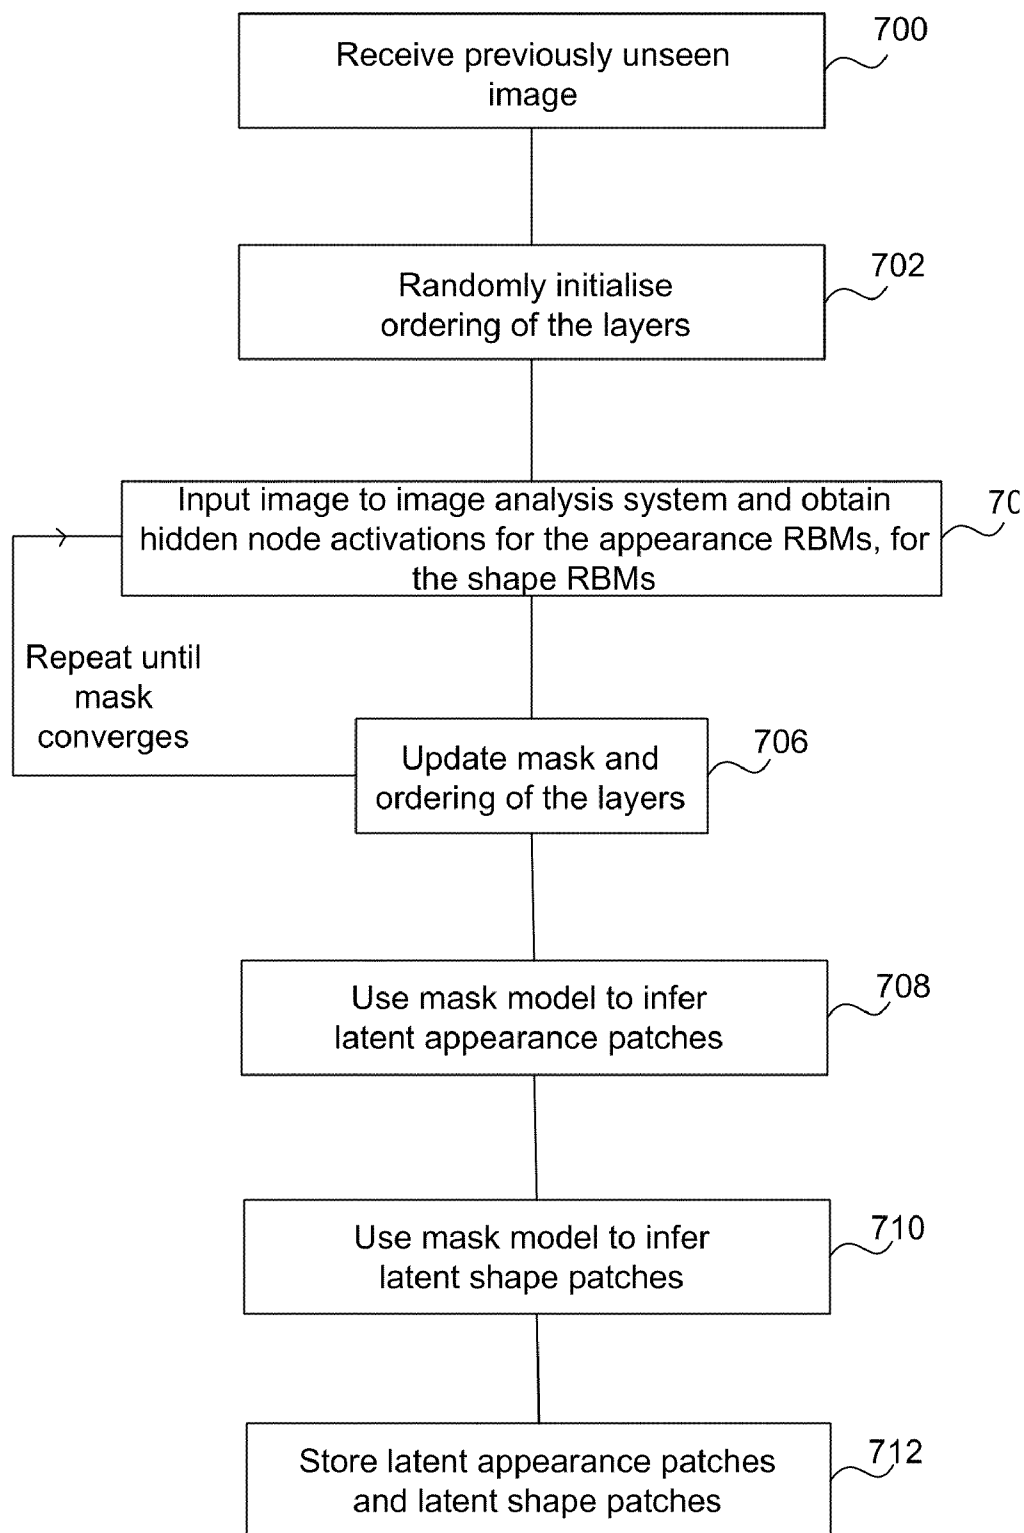 Receive previously unseen
image
700
Randomly initialise
ordering of the layers
702
Input image to image analysis system and obtain
hidden node activations for the appearance RBMs, for
the shape RBMs
Repeat until
mask
converges
Update mask and
ordering of the layers
706
Use mask model to infer
latent appearance patches
708
Use mask model to infer
latent shape patches
710
Store latent appearance patches
and latent shape patches
712